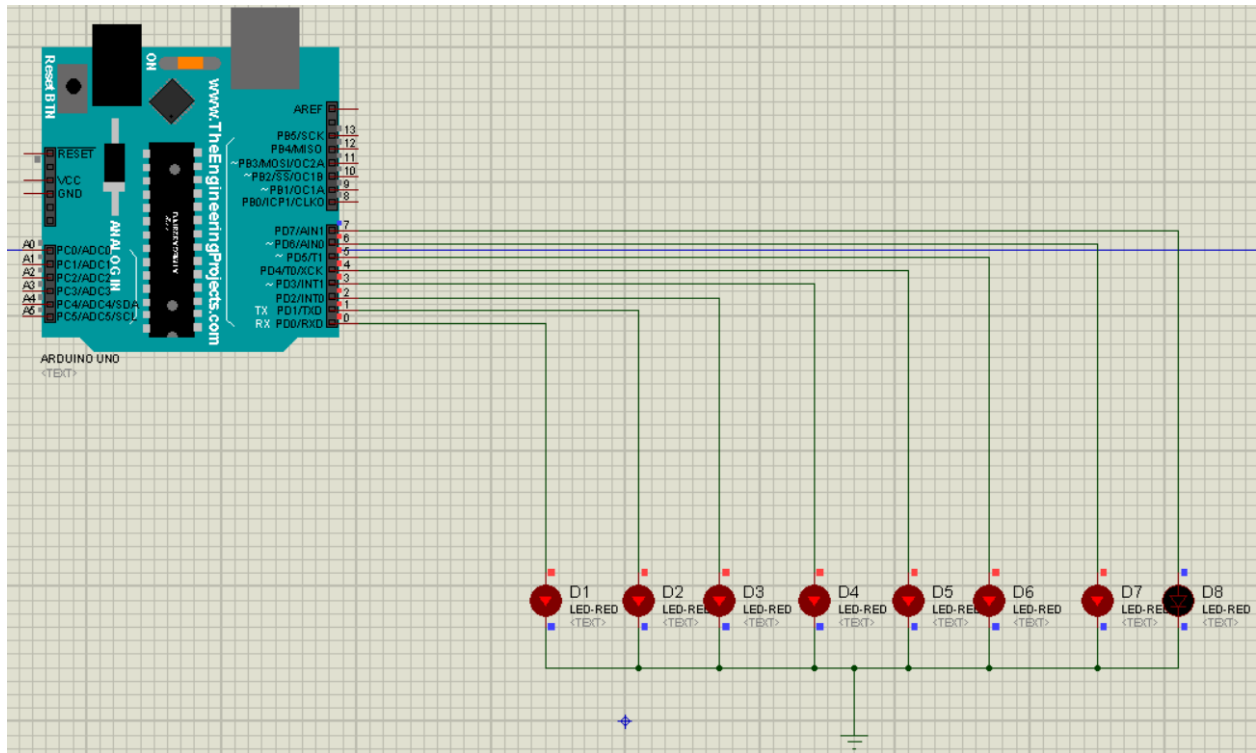 ON
Reset BTN
www.TheEngineeringProjects.com
ANALOG IN
RESET
VCC
GND
A0 PC0/ADC0
A1 PC1/ADC1
A2 PC2/ADC2
A3 PC3/ADC3
A4 PC4/ADC4/SDA
A5 PC5/ADC5/SCL
AREF
PB5/SCK 13
PB4/MISO 12
~PB3/MOSI/OC2A 11
~PB2/SS/OC1B 10
~PB1/OC1A 9
PB0/ICP1/CLKO 8
PD7/AIN1 7
~PD6/AIN0 6
~PD5/T1 5
PD4/T0/XCK 4
~PD3/INT1 3
PD2/INT0 2
TX PD1/TXD 1
RX PD0/RXD 0
ARDUINO UNO
<TEXT>
D1
LED-RED
<TEXT>
D2
LED-RED
<TEXT>
D3
LED-RED
<TEXT>
D4
LED-RED
<TEXT>
D5
LED-RED
<TEXT>
D6
LED-RED
<TEXT>
D7
LED-RED
<TEXT>
D8
LED-RED
<TEXT>